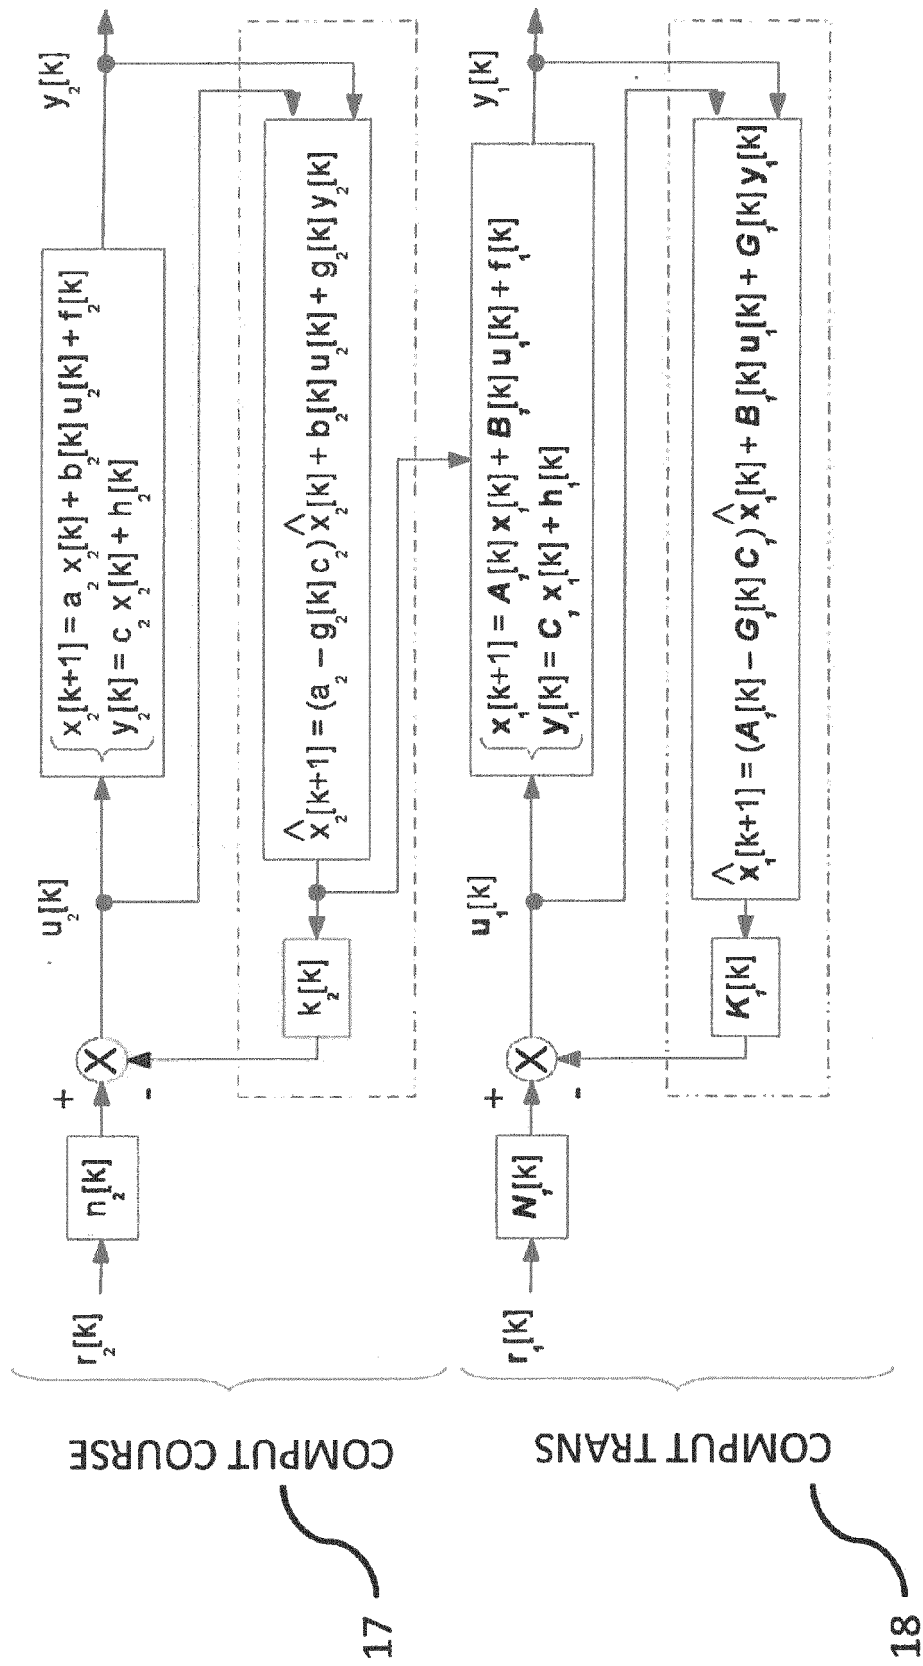 r₂[k]
n₂[k]
+
-
X
u₂[k]
x₂[k+1] = a₂ x₂[k] + b₂[k] u₂[k] + f₂[k]
y₂[k] = c₂ x₂[k] + h₂[k]
y₂[k]
k₂[k]
x̂₂[k+1] = (a₂ − g₂[k] c₂) x̂₂[k] + b₂[k] u₂[k] + g₂[k] y₂[k]
COMPUT COURSE
17
r₁[k]
N₁[k]
+
-
X
u₁[k]
x₁[k+1] = A₁[k] x₁[k] + B₁[k] u₁[k] + f₁[k]
y₁[k] = C₁ x₁[k] + h₁[k]
y₁[k]
K₁[k]
x̂₁[k+1] = (A₁[k] − G₁[k] C₁) x̂₁[k] + B₁[k] u₁[k] + G₁[k] y₁[k]
COMPUT TRANS
18